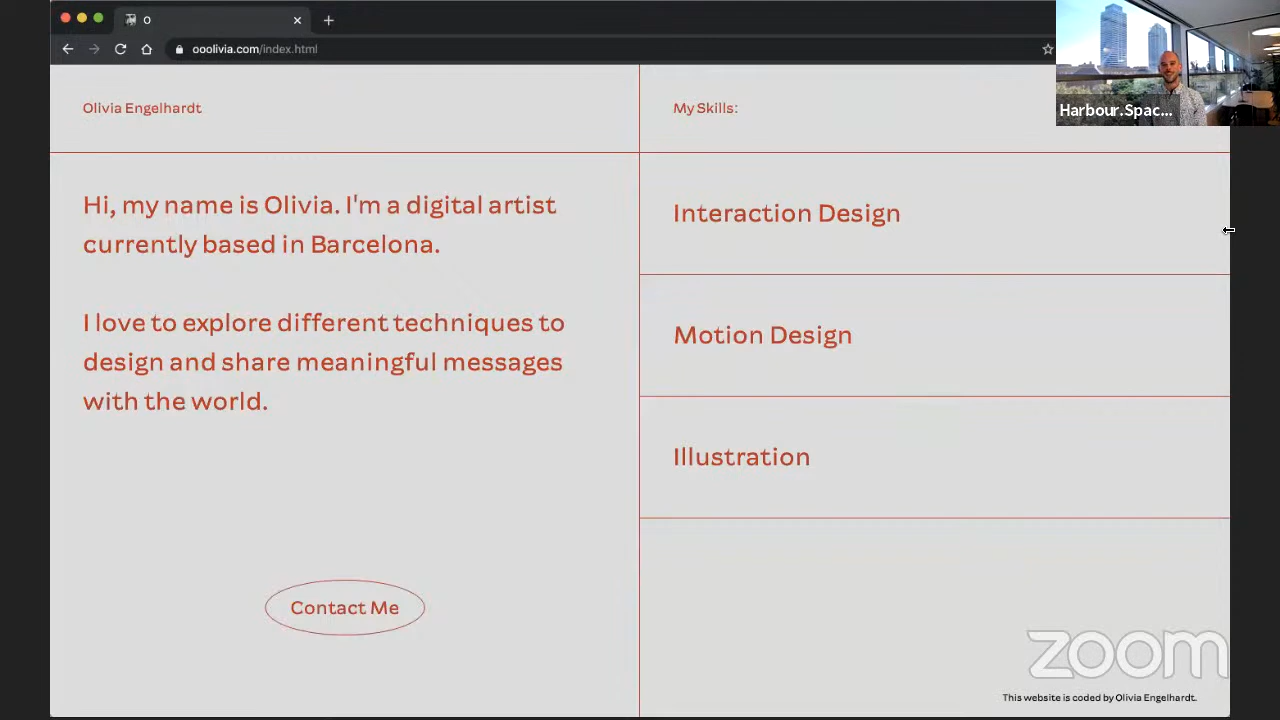 O
ooolivia.com/index.html
Harbour.Spac...
Olivia Engelhardt
My Skills:
Hi, my name is Olivia. I'm a digital artist
currently based in Barcelona.
I love to explore different techniques to
design and share meaningful messages
with the world.
Contact Me
Interaction Design
Motion Design
Illustration
zoom
This website is coded by Olivia Engelhardt.